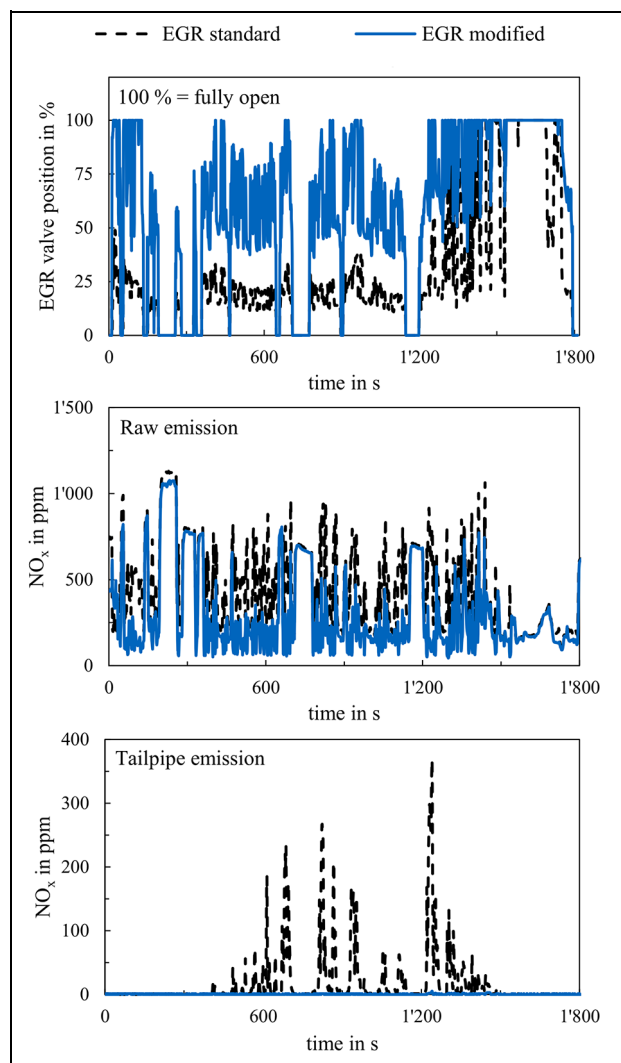 EGR standard EGR modified
100 % = fully open
EGR valve position in %
100
75
50
25
0
0 600 1'200 1'800
time in s
Raw emission
NOx in ppm
1'500
1'000
500
0
0 600 1'200 1'800
time in s
Tailpipe emission
NOx in ppm
400
300
200
100
0
0 600 1'200 1'800
time in s